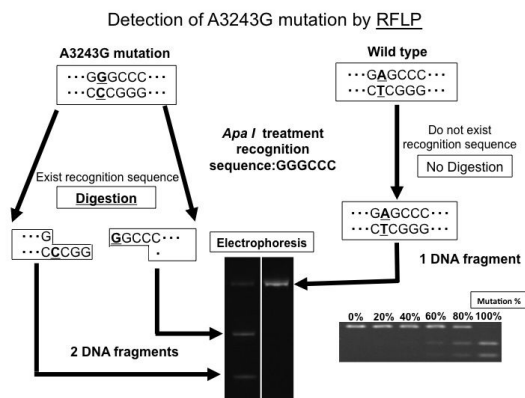 Detection of A3243G mutation by RFLP
A3243G mutation
···GGGCCC···
···CCCGGG···
Wild type
···GAGCCC···
···CTCGGG···
Apa I treatment
recognition
sequence:GGGCCC
Do not exist
recognition sequence
No Digestion
Exist recognition sequence
Digestion
···G
···CCCGG
GGCCC···
·
Electrophoresis
···GAGCCC···
···CTCGGG···
1 DNA fragment
2 DNA fragments
Mutation %
0% 20% 40% 60% 80% 100%